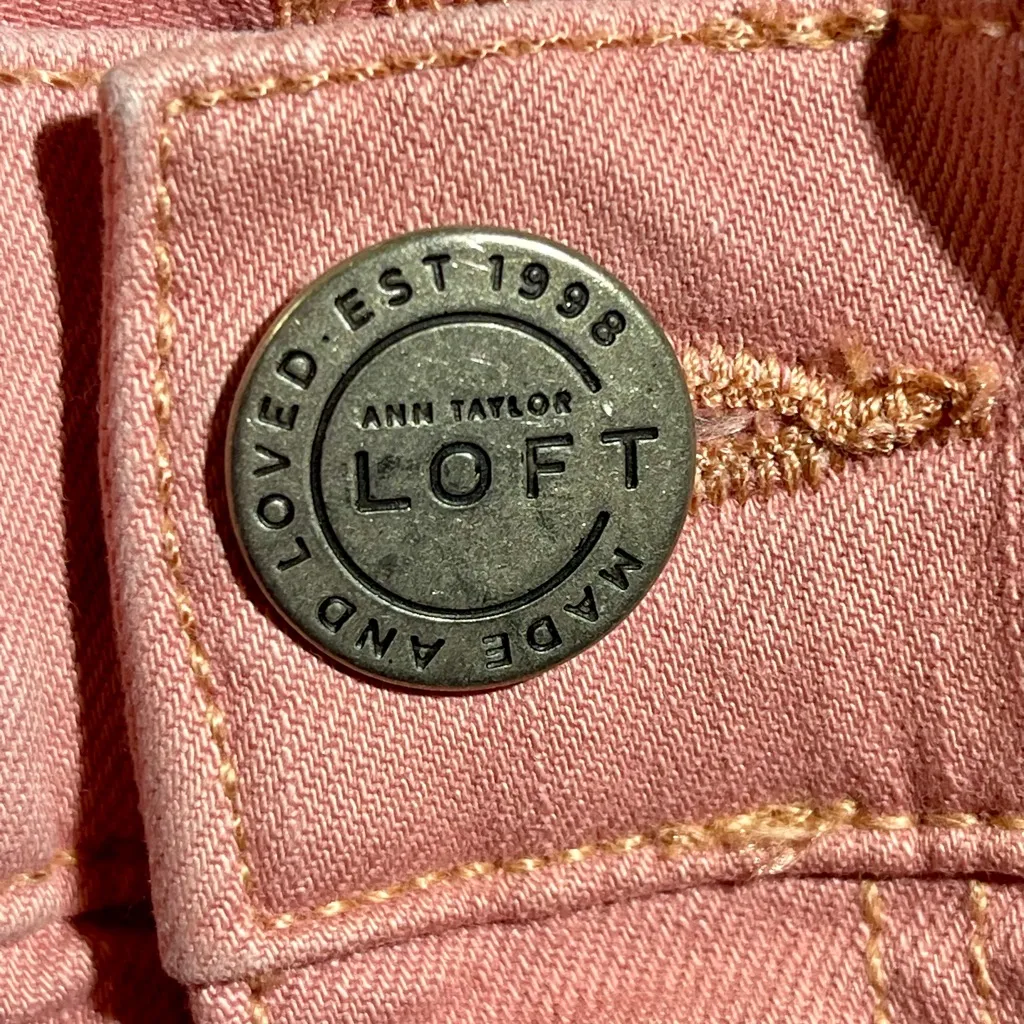 MADE AND LOVED · EST 1998
ANN TAYLOR
LOFT